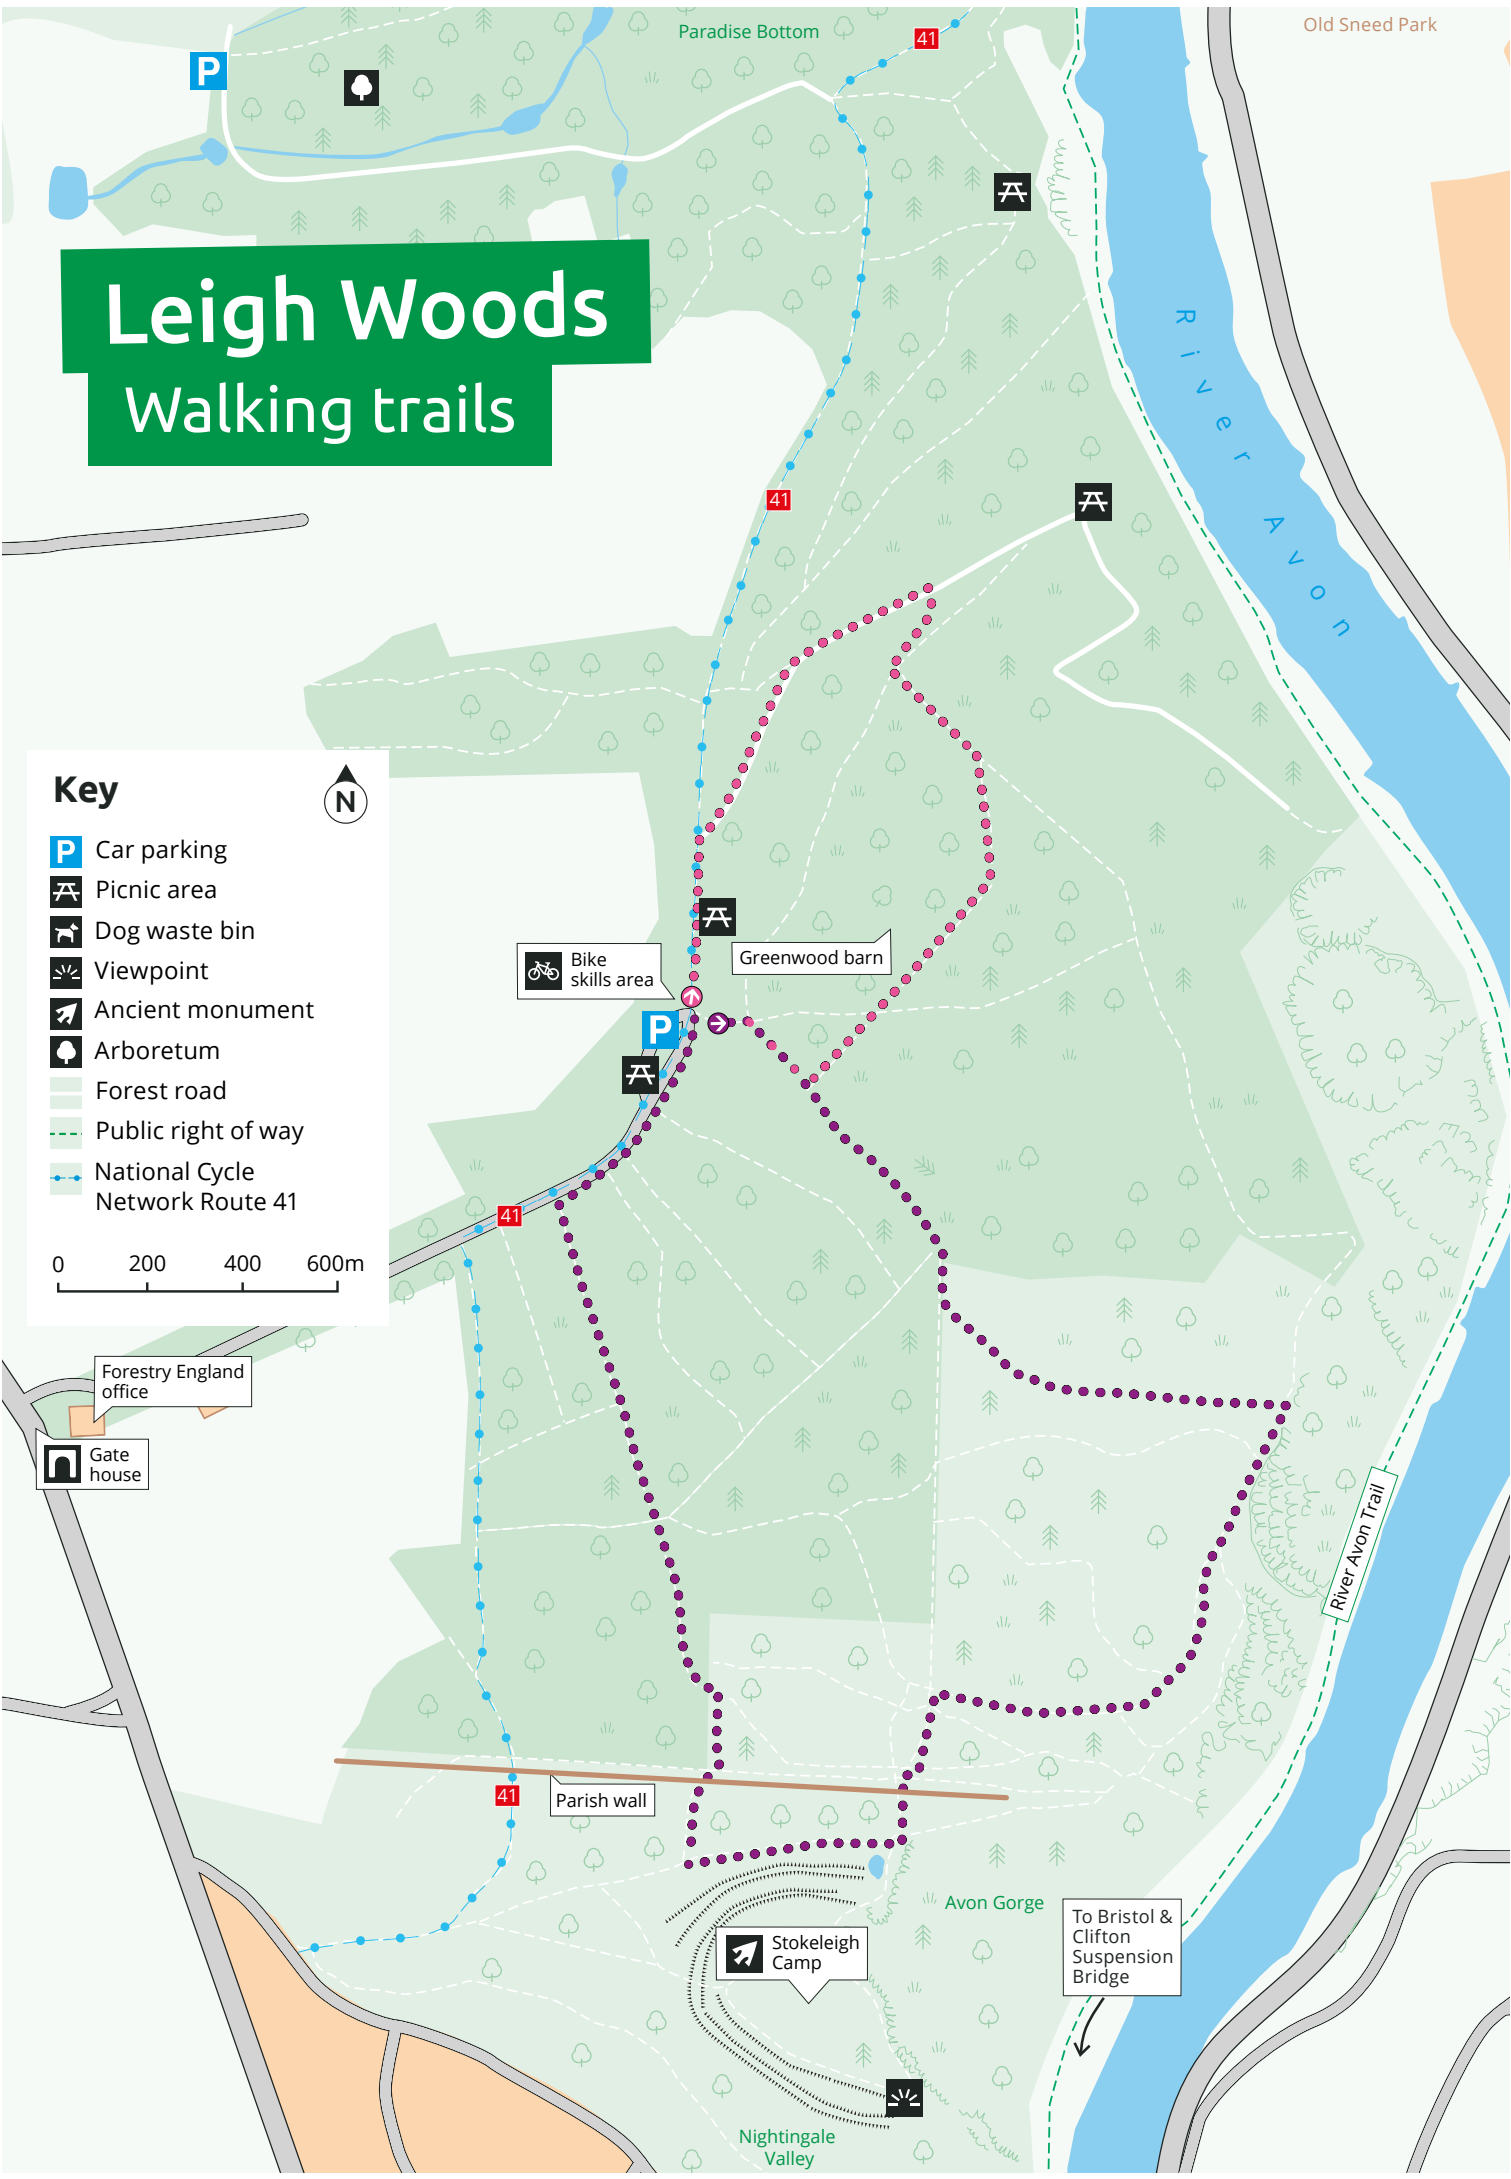 Paradise Bottom
41
Old Sneed Park
P
Leigh Woods
Walking trails
River Avon
41
Key
N
P Car parking
Picnic area
Dog waste bin
Viewpoint
Ancient monument
Arboretum
Forest road
Public right of way
National Cycle
Network Route 41
0 200 400 600m
Bike
skills area
Greenwood barn
P
41
Forestry England
office
Gate
house
River Avon Trail
41
Parish wall
Avon Gorge
To Bristol &
Clifton
Suspension
Bridge
Stokeleigh
Camp
Nightingale
Valley